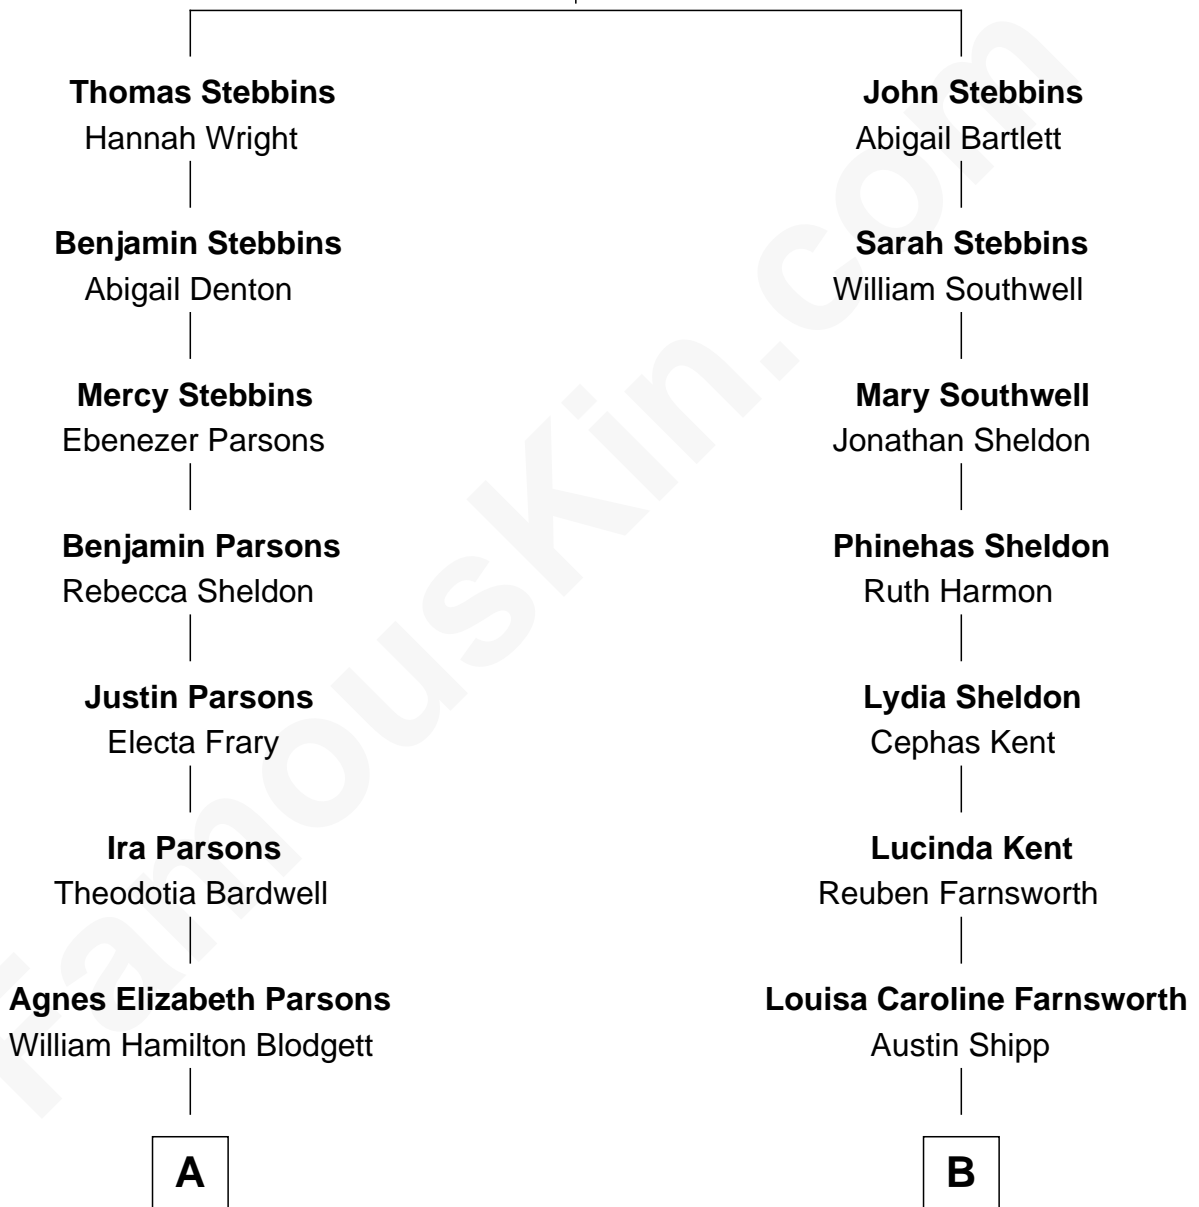 Thomas Stebbins
Hannah Wright
Benjamin Stebbins
Abigail Denton
Mercy Stebbins
Ebenezer Parsons
Benjamin Parsons
Rebecca Sheldon
Justin Parsons
Electa Frary
Ira Parsons
Theodotia Bardwell
Agnes Elizabeth Parsons
William Hamilton Blodgett
A
John Stebbins
Abigail Bartlett
Sarah Stebbins
William Southwell
Mary Southwell
Jonathan Sheldon
Phinehas Sheldon
Ruth Harmon
Lydia Sheldon
Cephas Kent
Lucinda Kent
Reuben Farnsworth
Louisa Caroline Farnsworth
Austin Shipp
B
FamousKin.com